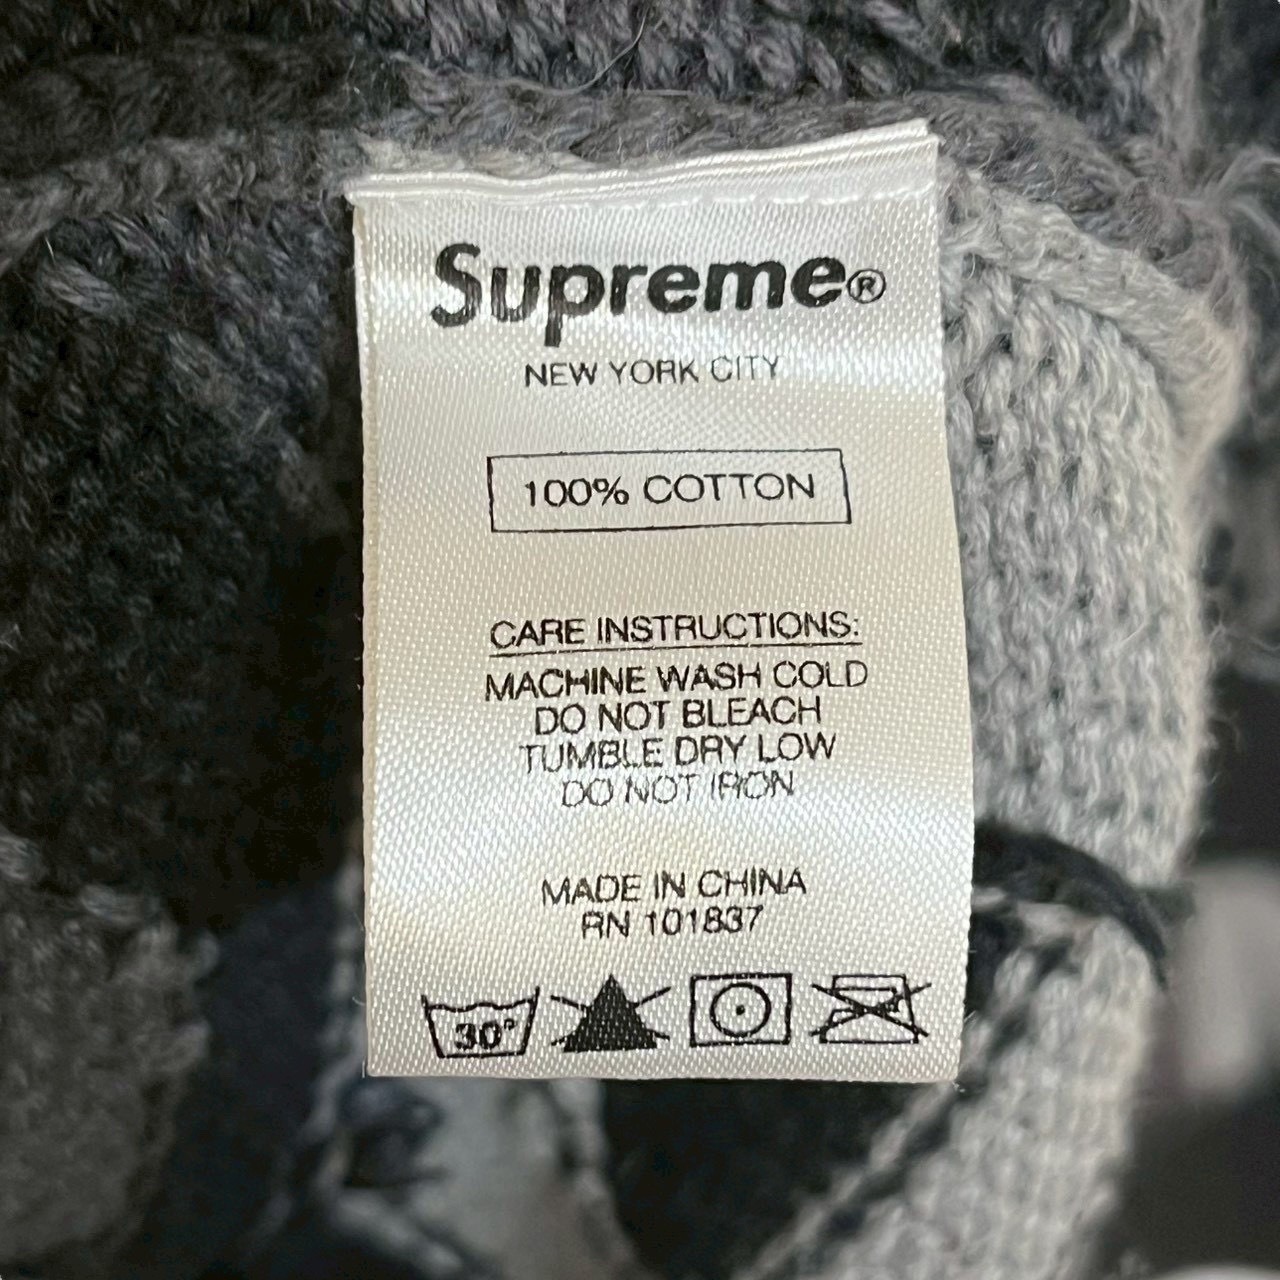 Supreme®
NEW YORK CITY
100% COTTON
CARE INSTRUCTIONS:
MACHINE WASH COLD
DO NOT BLEACH
TUMBLE DRY LOW
DO NOT IRON
MADE IN CHINA
RN 101837
30°